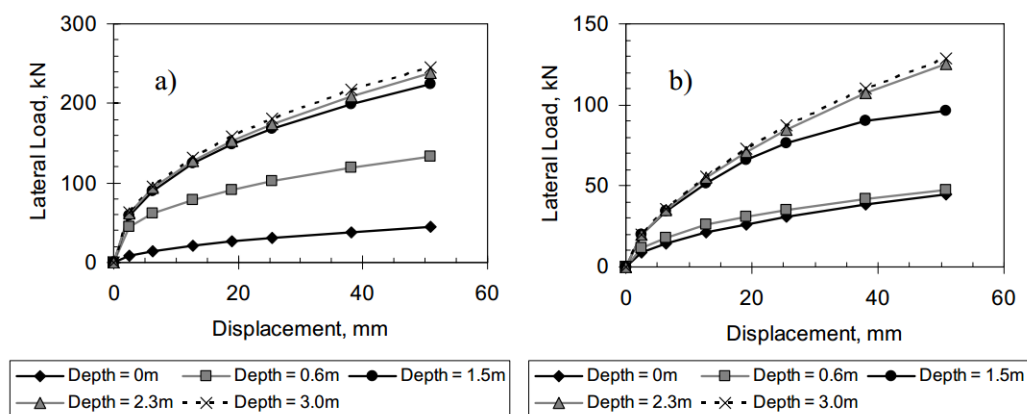 300
200
100
0
Lateral Load, kN
a)
0
20
40
60
Displacement, mm
Depth = 0m
Depth = 0.6m
Depth = 1.5m
Depth = 2.3m
Depth = 3.0m
150
100
50
0
Lateral Load, kN
b)
0
20
40
60
Displacement, mm
Depth = 0m
Depth = 0.6m
Depth = 1.5m
Depth = 2.3m
Depth = 3.0m